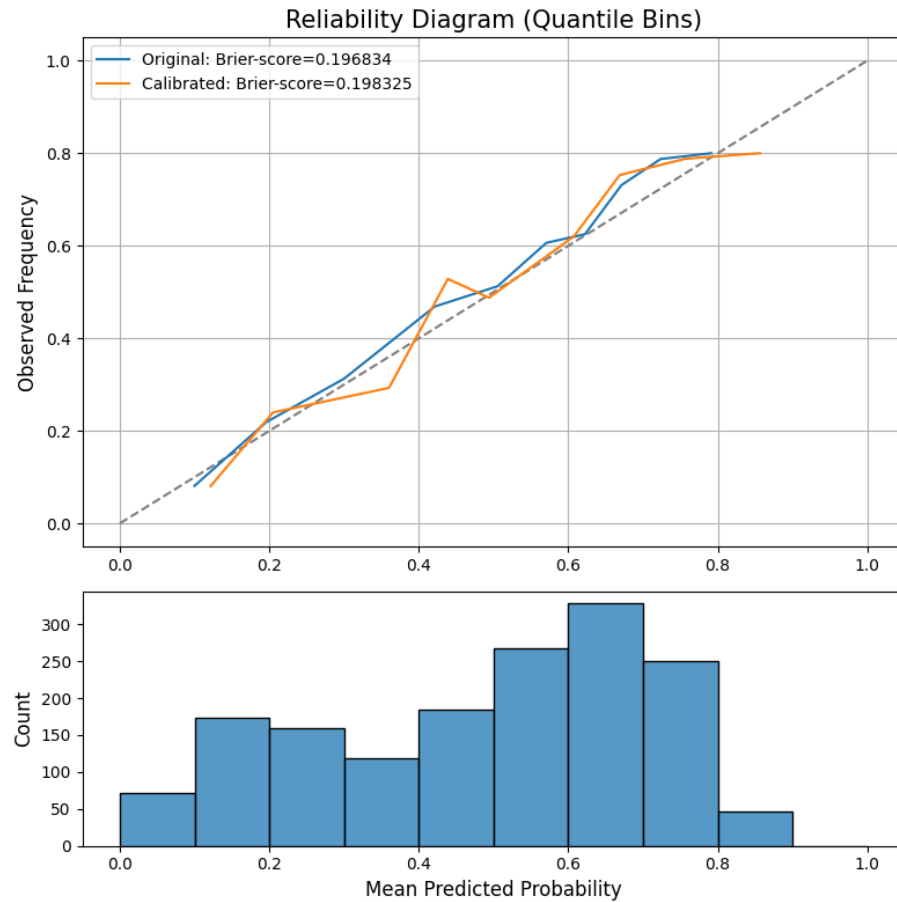 Reliability Diagram (Quantile Bins)
Original: Brier-score=0.196834
Calibrated: Brier-score=0.198325
1.0
0.8
0.6
0.4
0.2
0.0
Observed Frequency
0.0 0.2 0.4 0.6 0.8 1.0
300
250
200
150
100
50
0
Count
0.0 0.2 0.4 0.6 0.8 1.0
Mean Predicted Probability